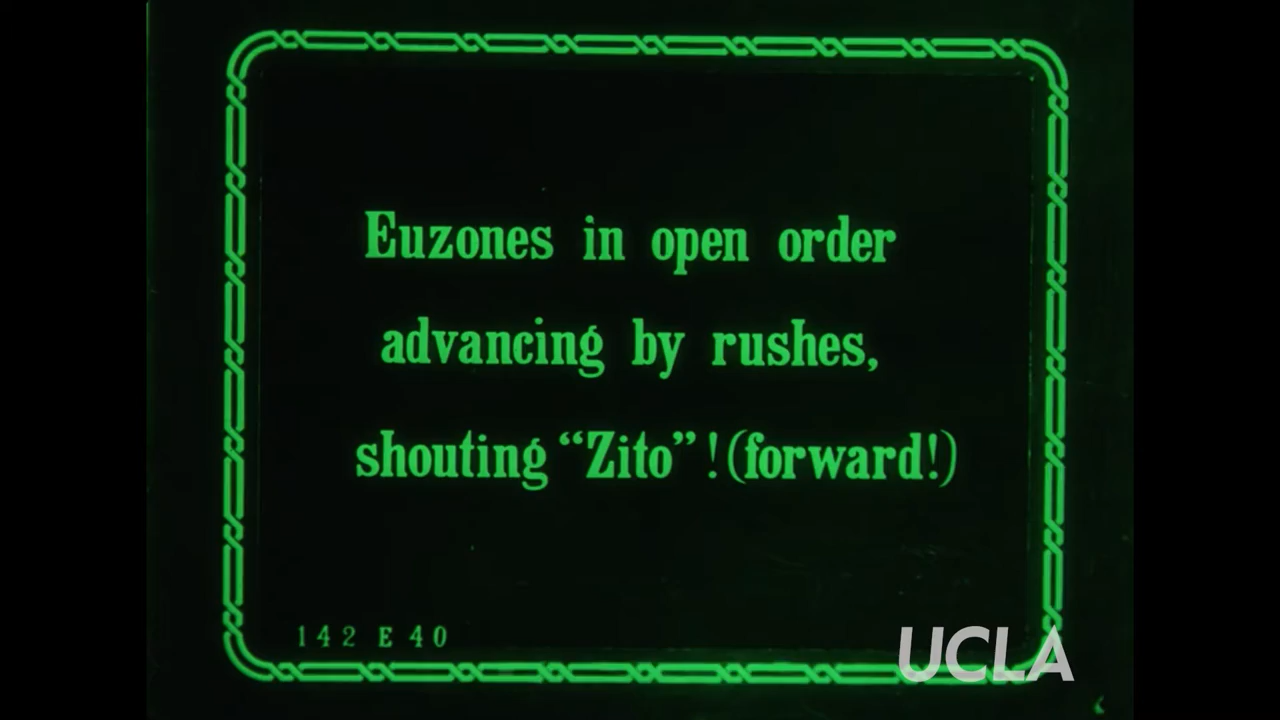 Euzones in open order
advancing by rushes,
shouting “Zito” ! (forward!)
142 E 40
UCLA